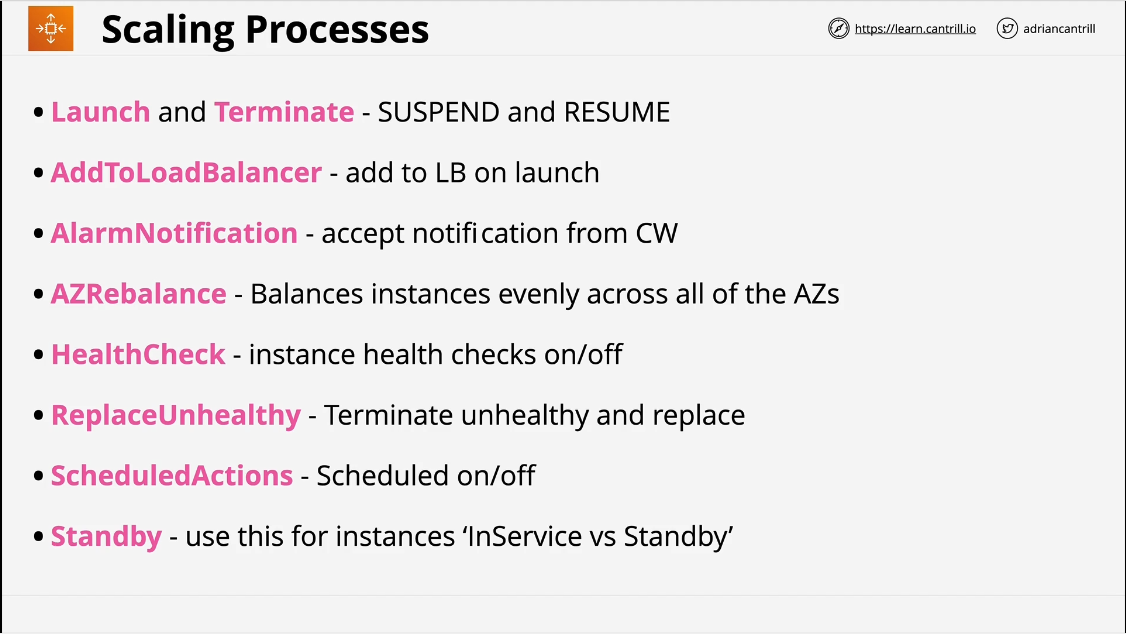 Scaling Processes
https://learn.cantrill.io
adriancantrill
• Launch and Terminate - SUSPEND and RESUME
• AddToLoadBalancer - add to LB on launch
• AlarmNotification - accept notification from CW
• AZRebalance - Balances instances evenly across all of the AZs
• HealthCheck - instance health checks on/off
• ReplaceUnhealthy - Terminate unhealthy and replace
• ScheduledActions - Scheduled on/off
• Standby - use this for instances ‘InService vs Standby’